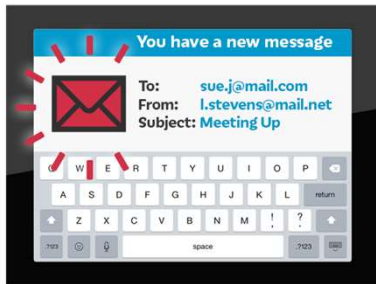 You have a new message
To: sue.j@mail.com
From: l.stevens@mail.net
Subject: Meeting Up
Q W E R T Y U I O P
A S D F G H J K L return
Z X C V B N M ! , ? .
.?123 space .?123